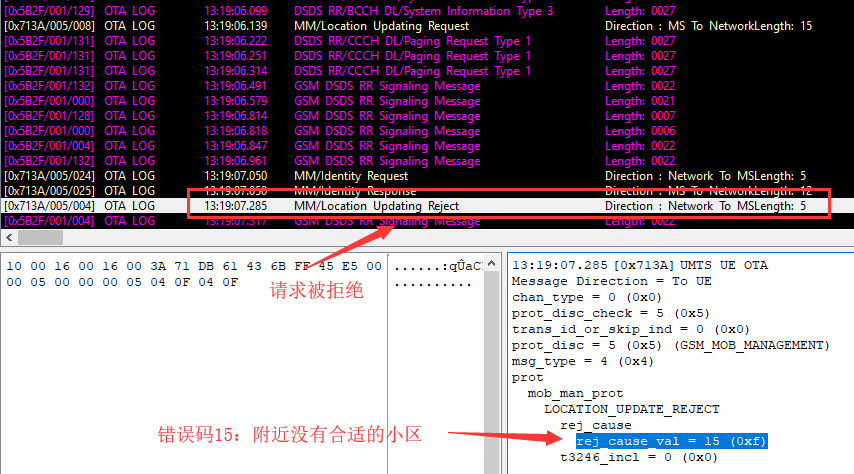 [0x5B2F/001/129] OTA LOG 13:19:06.099 DSDS RR/BCCH DL/System Information Type 3 Length: 0027
[0x713A/005/008] OTA LOG 13:19:06.139 MM/Location Updating Request Direction : MS To NetworkLength: 15
[0x5B2F/001/131] OTA LOG 13:19:06.222 DSDS RR/CCCH DL/Paging Request Type 1 Length: 0027
[0x5B2F/001/131] OTA LOG 13:19:06.251 DSDS RR/CCCH DL/Paging Request Type 1 Length: 0027
[0x5B2F/001/131] OTA LOG 13:19:06.314 DSDS RR/CCCH DL/Paging Request Type 1 Length: 0027
[0x5B2F/001/132] OTA LOG 13:19:06.491 GSM DSDS RR Signaling Message Length: 0022
[0x5B2F/001/000] OTA LOG 13:19:06.579 GSM DSDS RR Signaling Message Length: 0021
[0x5B2F/001/128] OTA LOG 13:19:06.814 GSM DSDS RR Signaling Message Length: 0007
[0x5B2F/001/000] OTA LOG 13:19:06.818 GSM DSDS RR Signaling Message Length: 0006
[0x5B2F/001/004] OTA LOG 13:19:06.847 GSM DSDS RR Signaling Message Length: 0022
[0x5B2F/001/132] OTA LOG 13:19:06.961 GSM DSDS RR Signaling Message Length: 0022
[0x713A/005/024] OTA LOG 13:19:07.050 MM/Identity Request Direction : Network To MSLength: 5
[0x713A/005/025] OTA LOG 13:19:07.050 MM/Identity Response Direction : MS To NetworkLength: 12
[0x713A/005/004] OTA LOG 13:19:07.285 MM/Location Updating Reject Direction : Network To MSLength: 5
[0x5B2F/001/004] OTA LOG 13:19:07.317 GSM DSDS RR Signaling Message Length: 0022
10 00 16 00 16 00 3A 71 DB 61 43 6B FF 45 E5 00 ......:qÛaC
00 05 00 00 00 05 04 0F 04 0F ..........
请求被拒绝
错误码15：附近没有合适的小区
13:19:07.285 [0x713A] UMTS UE OTA
Message Direction = To UE
chan_type = 0 (0x0)
prot_disc_check = 5 (0x5)
trans_id_or_skip_ind = 0 (0x0)
prot_disc = 5 (0x5) (GSM_MOB_MANAGEMENT)
msg_type = 4 (0x4)
prot
mob_man_prot
LOCATION_UPDATE_REJECT
rej_cause
rej_cause_val = 15 (0xf)
t3246_incl = 0 (0x0)